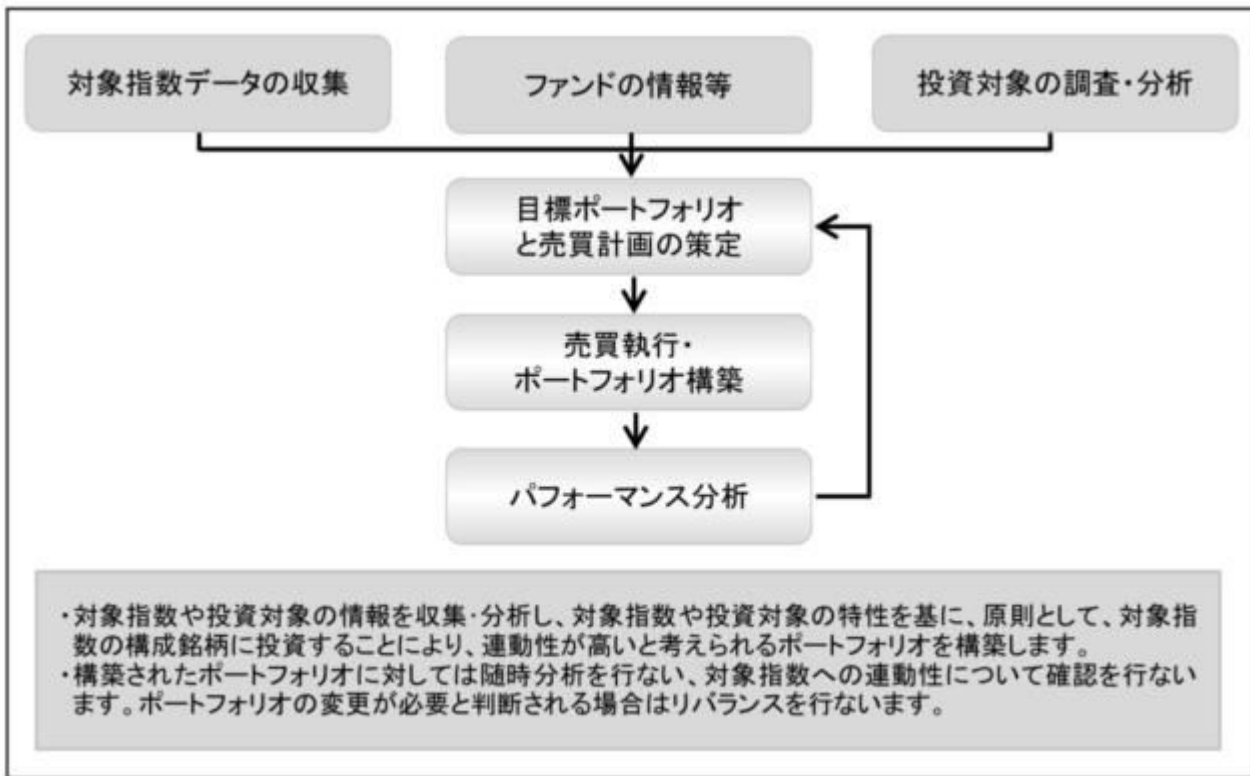 対象指数データの収集
ファンドの情報等
投資対象の調査・分析
目標ポートフォリオ
と売買計画の策定
売買執行・
ポートフォリオ構築
パフォーマンス分析
・対象指数や投資対象の情報を収集・分析し、対象指数や投資対象の特性を基に、原則として、対象指
数の構成銘柄に投資することにより、連動性が高いと考えられるポートフォリオを構築します。
・構築されたポートフォリオに対しては随時分析を行ない、対象指数への連動性について確認を行ない
ます。ポートフォリオの変更が必要と判断される場合はリバランスを行ないます。